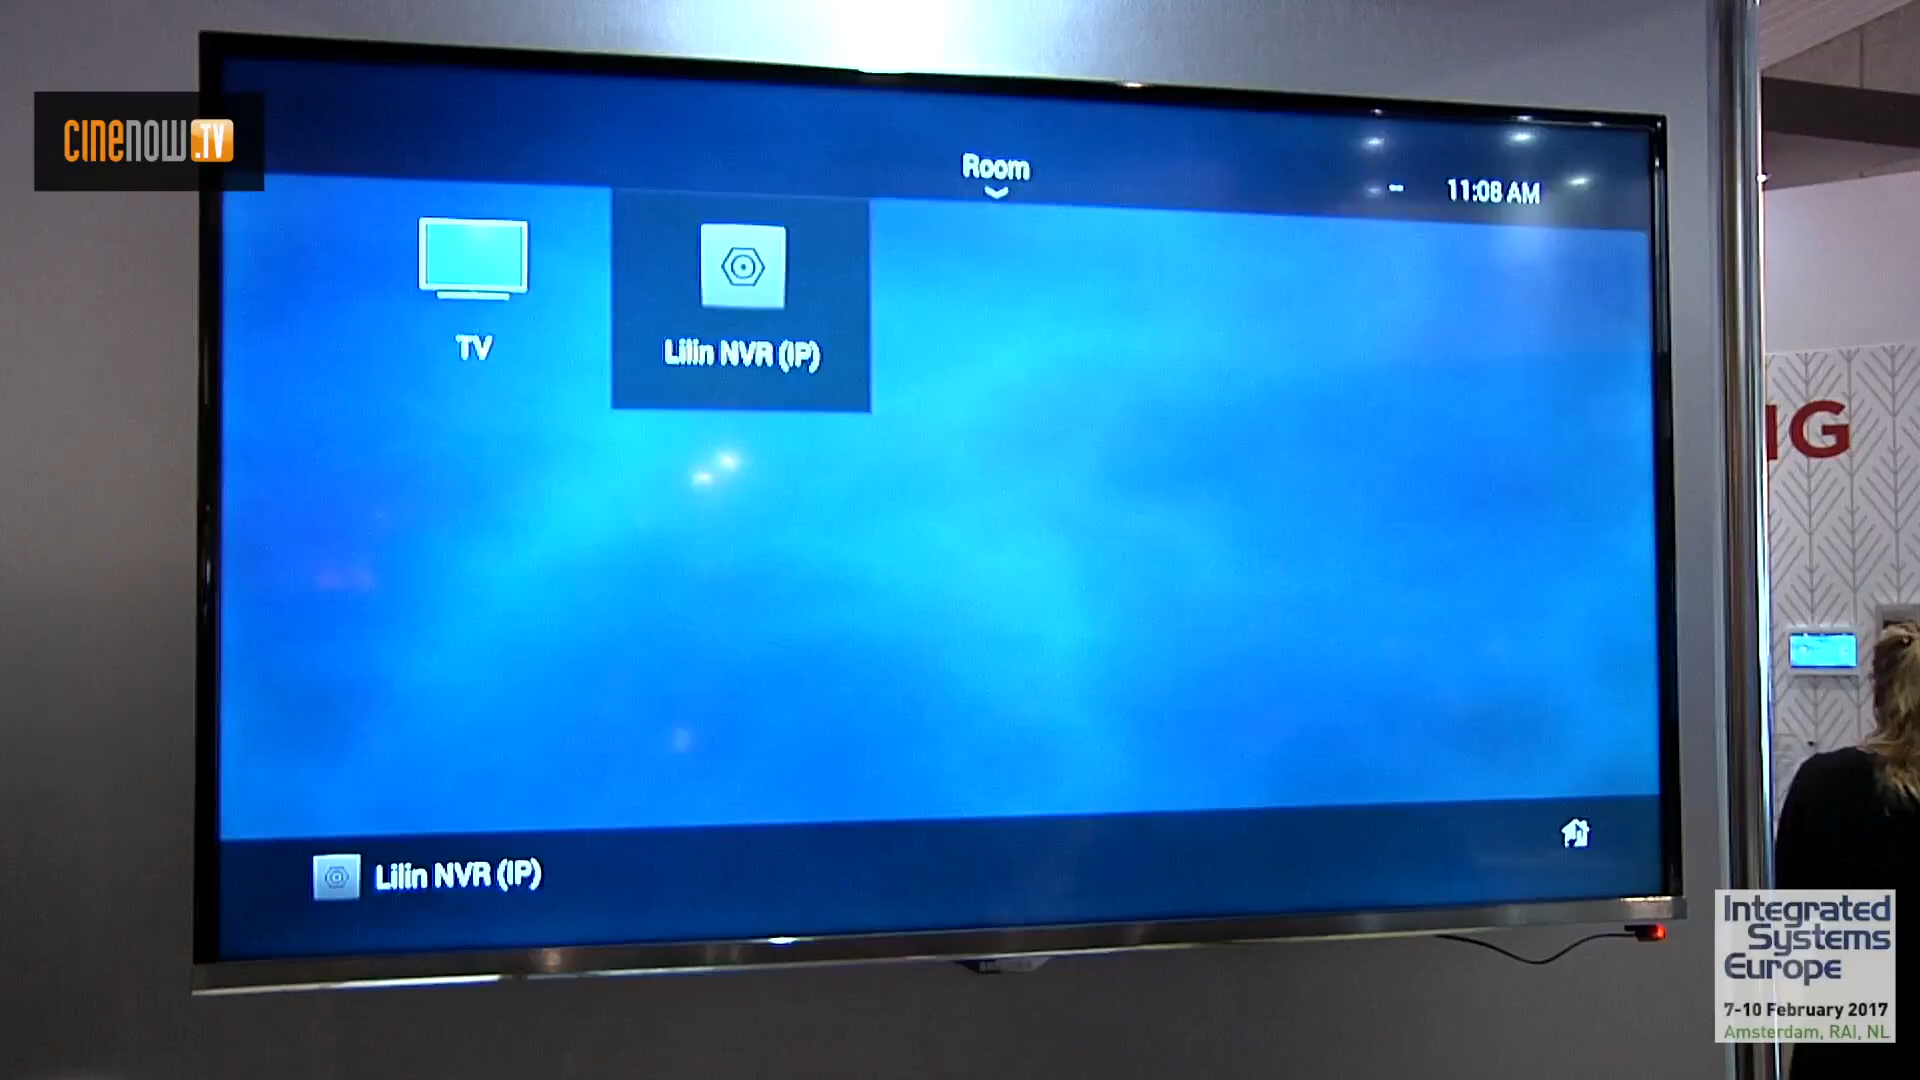 CINENOW.TV
Room
11:08 AM
TV
Lilin NVR (IP)
Lilin NVR (IP)
Integrated
Systems
Europe
7-10 February 2017
Amsterdam, RAI, NL